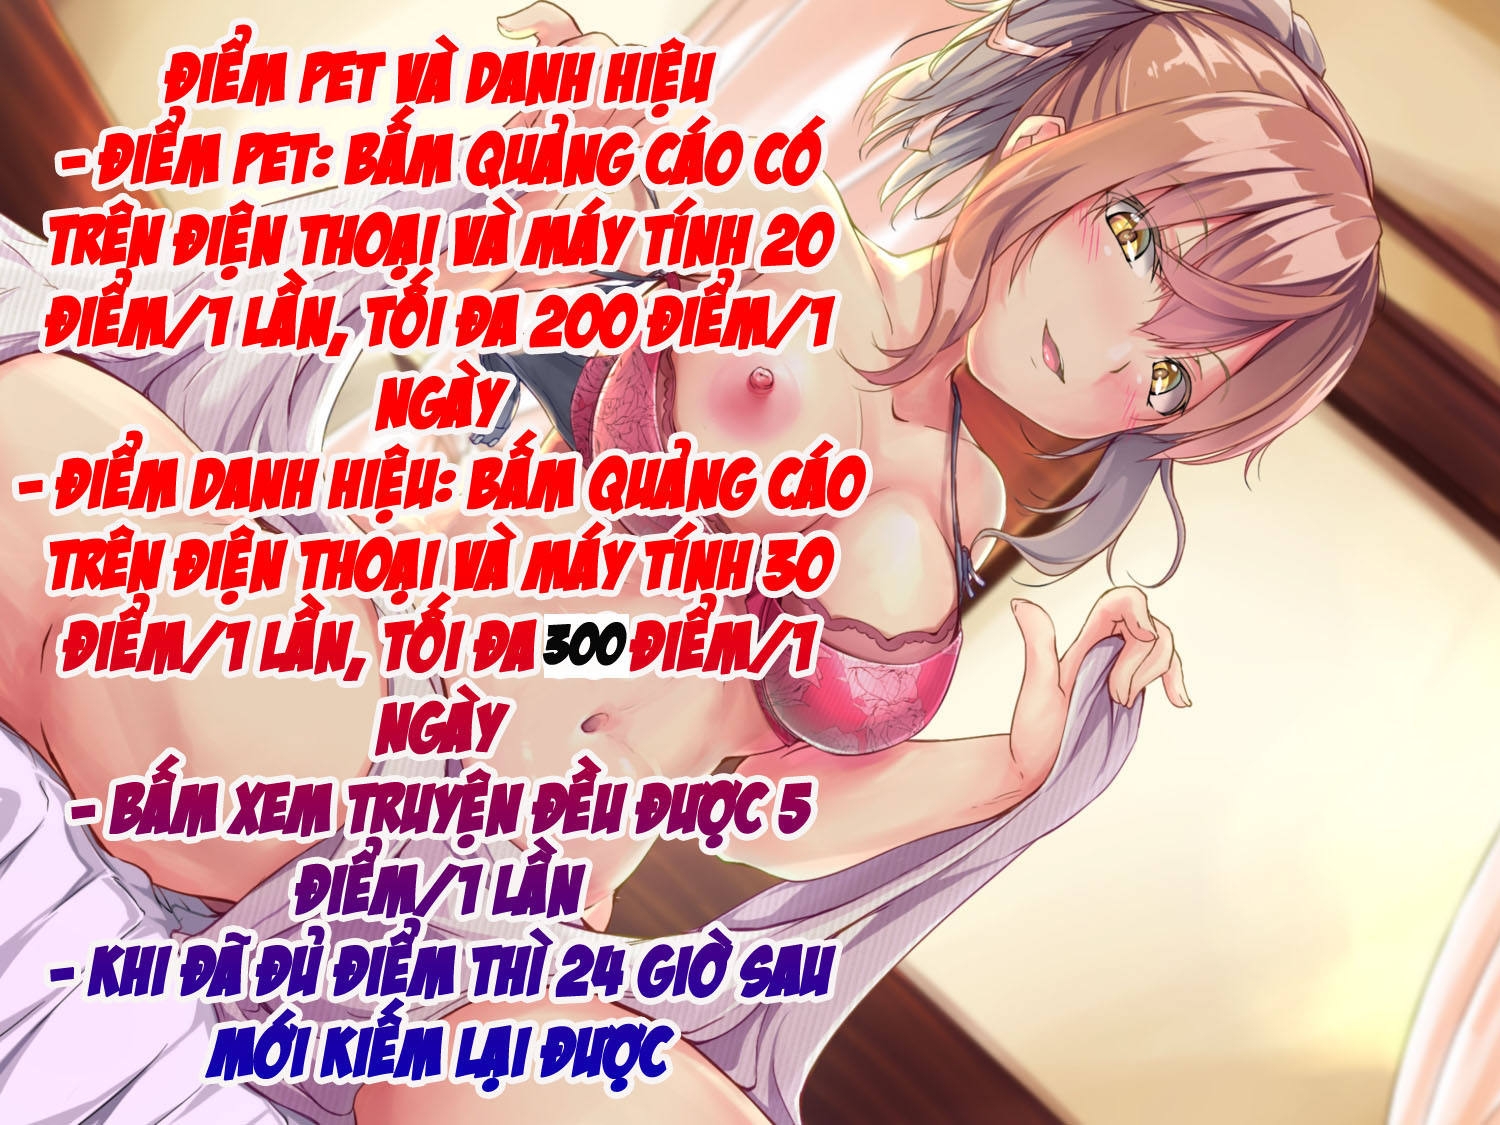 ĐIỂM PET VÀ DANH HIỆU
- ĐIỂM PET: BẤM QUẢNG CÁO CÓ
TRÊN ĐIỆN THOẠI VÀ MÁY TÍNH 20
ĐIỂM/1 LẦN, TỐI ĐA 200 ĐIỂM/1
NGÀY
- ĐIỂM DANH HIỆU: BẤM QUẢNG CÁO
TRÊN ĐIỆN THOẠI VÀ MÁY TÍNH 30
ĐIỂM/1 LẦN, TỐI ĐA 300 ĐIỂM/1
NGÀY
- BẤM XEM TRUYỆN ĐỀU ĐƯỢC 5
ĐIỂM/1 LẦN
- KHI ĐÃ ĐỦ ĐIỂM THÌ 24 GIỜ SAU
MỚI KIẾM LẠI ĐƯỢC